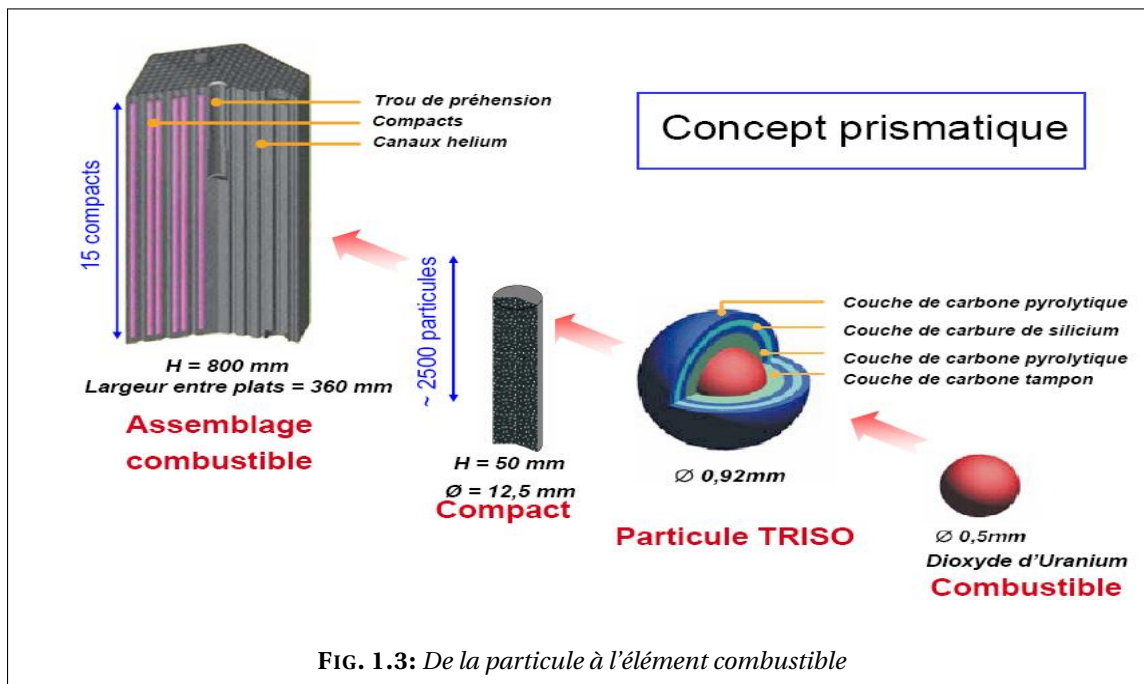 Trou de préhension
Compacts
Canaux helium
Concept prismatique
15 compacts
H = 800 mm
Largeur entre plats = 360 mm
Assemblage
combustible
~ 2500 particules
H = 50 mm
Ø = 12,5 mm
Compact
Couche de carbone pyrolytique
Couche de carbure de silicium
Couche de carbone pyrolytique
Couche de carbone tampon
Ø 0,92mm
Particule TRISO
Ø 0,5mm
Dioxyde d'Uranium
Combustible
FIG. 1.3: De la particule à l'élément combustible